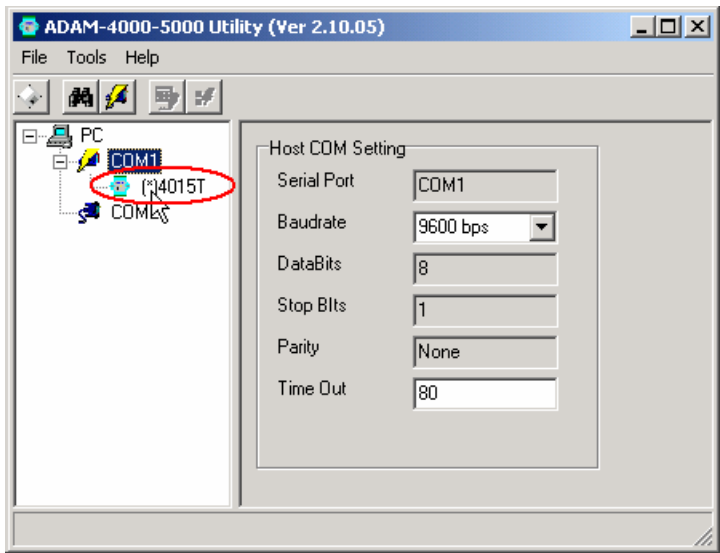 ADAM-4000-5000 Utility (Ver 2.10.05)
File Tools Help
PC
COM1
(*)4015T
Host COM Setting
Serial Port COM1
Baudrate 9600 bps
DataBits 8
Stop BIts 1
Parity None
Time Out 80